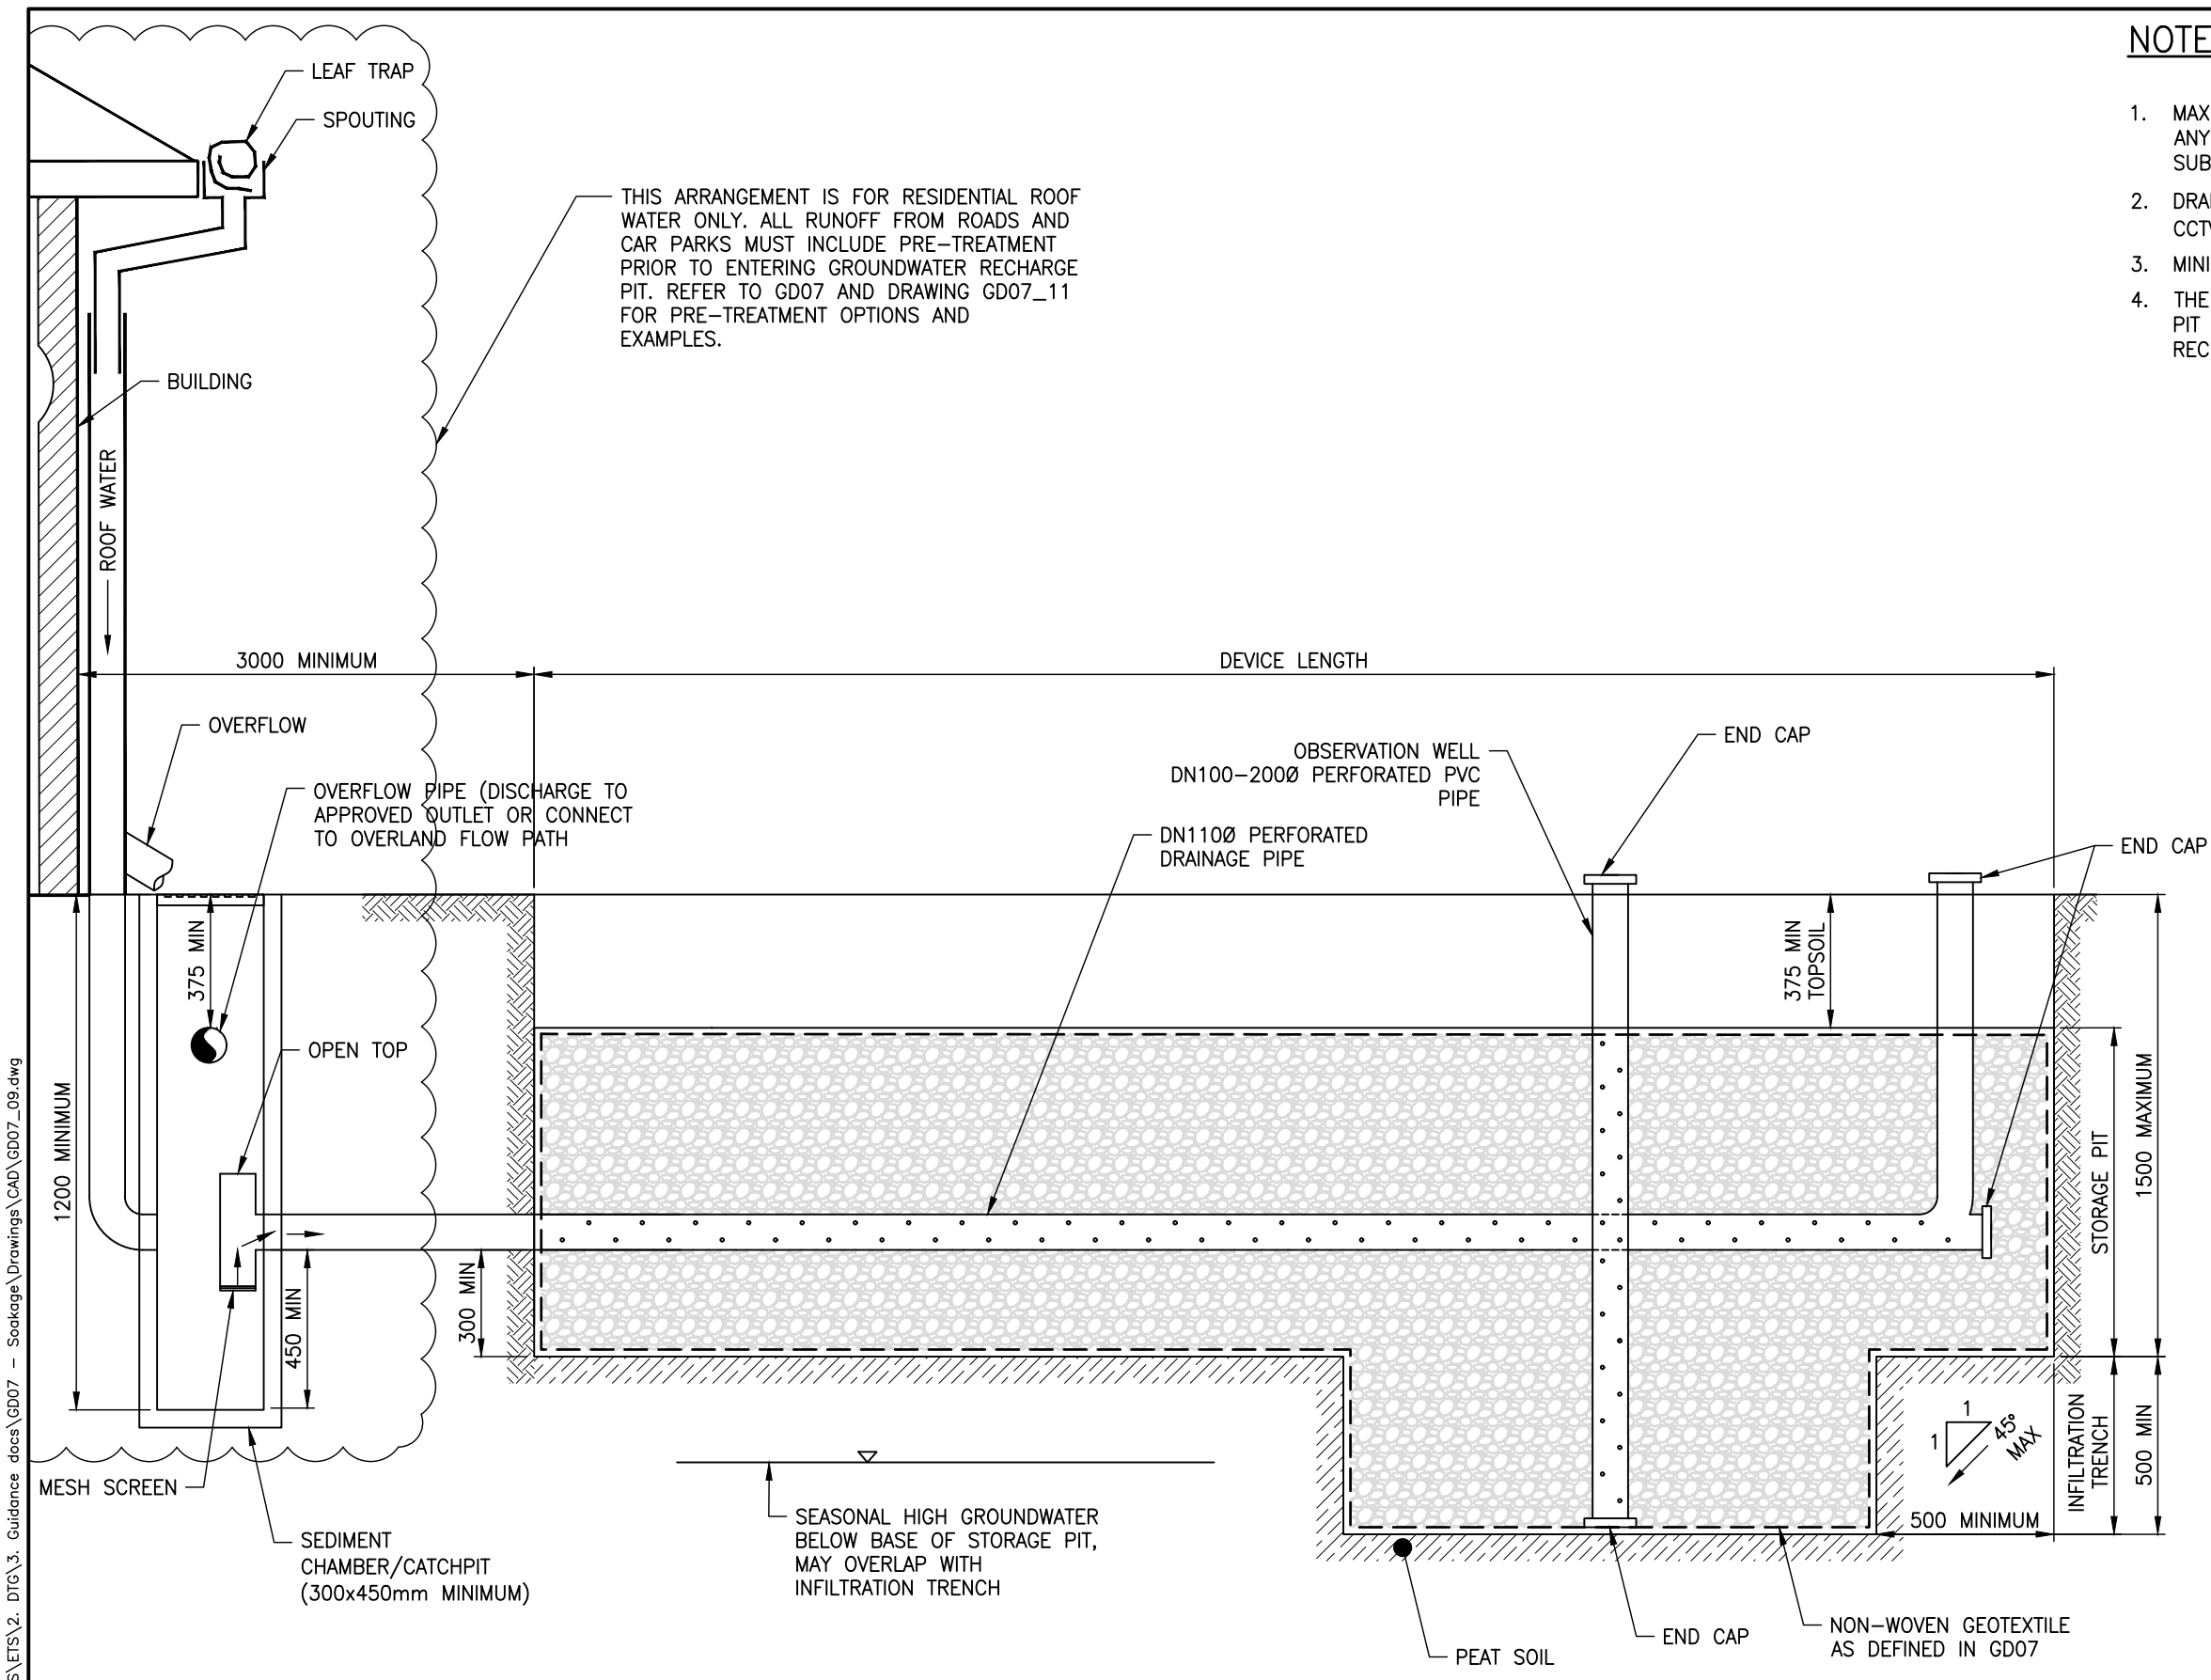 NOTE
1. MAX
ANY
SUB
2. DRA
CCT
3. MINI
4. THE
PIT
REC
LEAF TRAP
SPOUTING
THIS ARRANGEMENT IS FOR RESIDENTIAL ROOF
WATER ONLY. ALL RUNOFF FROM ROADS AND
CAR PARKS MUST INCLUDE PRE-TREATMENT
PRIOR TO ENTERING GROUNDWATER RECHARGE
PIT. REFER TO GD07 AND DRAWING GD07_11
FOR PRE-TREATMENT OPTIONS AND
EXAMPLES.
BUILDING
ROOF WATER
3000 MINIMUM
DEVICE LENGTH
OVERFLOW
END CAP
OBSERVATION WELL
DN100-200Ø PERFORATED PVC
PIPE
OVERFLOW PIPE (DISCHARGE TO
APPROVED OUTLET OR CONNECT
TO OVERLAND FLOW PATH
DN110Ø PERFORATED
DRAINAGE PIPE
END CAP
375 MIN
375 MIN
TOPSOIL
OPEN TOP
1200 MINIMUM
1500 MAXIMUM
STORAGE PIT
300 MIN
450 MIN
1
1
45°
MAX
INFILTRATION
TRENCH
500 MIN
500 MINIMUM
MESH SCREEN
SEDIMENT
CHAMBER/CATCHPIT
(300x450mm MINIMUM)
SEASONAL HIGH GROUNDWATER
BELOW BASE OF STORAGE PIT,
MAY OVERLAP WITH
INFILTRATION TRENCH
PEAT SOIL
END CAP
NON-WOVEN GEOTEXTILE
AS DEFINED IN GD07
S\ETS\2. DTG\3. Guidance docs\GD07 - Soakage\Drawings\CAD\GD07_09.dwg